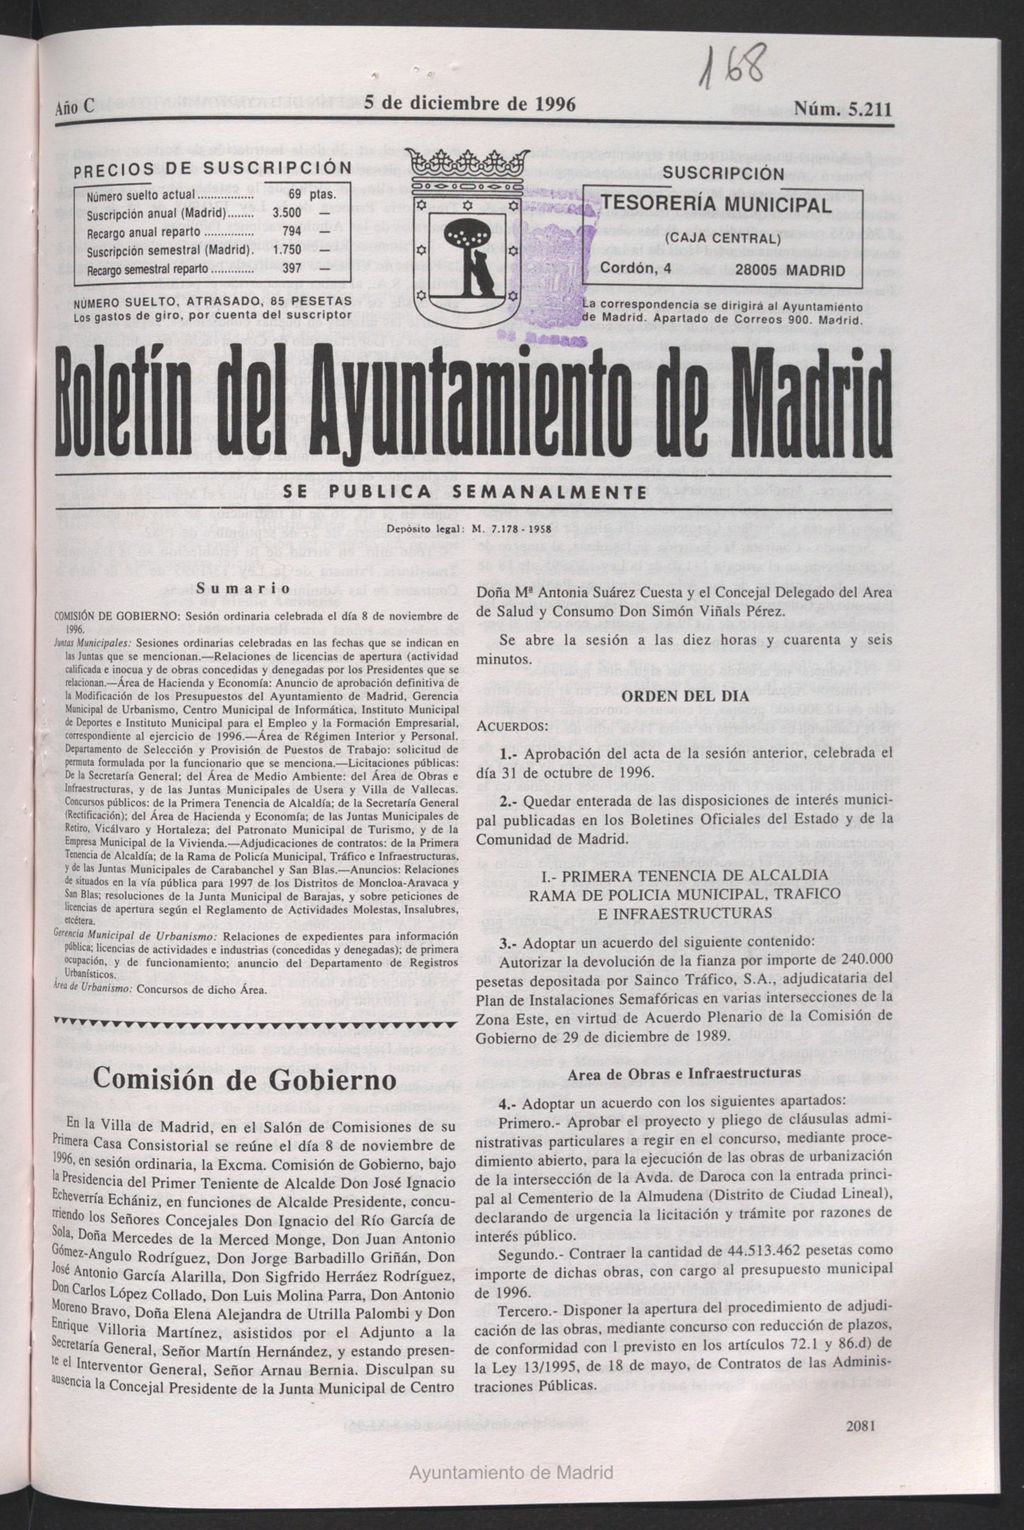 168
Año C
5 de diciembre de 1996
Núm. 5.211
PRECIOS DE SUSCRIPCIÓN
Número suelto actual................ 69 ptas.
Suscripción anual (Madrid)....... 3.500 —
Recargo anual reparto .............. 794 —
Suscripción semestral (Madrid). 1.750 —
Recargo semestral reparto............ 397 —
NÚMERO SUELTO, ATRASADO, 85 PESETAS
Los gastos de giro, por cuenta del suscriptor
SUSCRIPCIÓN
TESORERÍA MUNICIPAL
(CAJA CENTRAL)
Cordón, 4 28005 MADRID
La correspondencia se dirigirá al Ayuntamiento
de Madrid. Apartado de Correos 900. Madrid.
Boletín del Ayuntamiento de Madrid
SE PUBLICA SEMANALMENTE
Depósito legal: M. 7.178 - 1958
Sumario
COMISIÓN DE GOBIERNO: Sesión ordinaria celebrada el día 8 de noviembre de
1996.
Juntas Municipales: Sesiones ordinarias celebradas en las fechas que se indican en
las Juntas que se mencionan.—Relaciones de licencias de apertura (actividad
calificada e inocua y de obras concedidas y denegadas por los Presidentes que se
relacionan.—Área de Hacienda y Economía: Anuncio de aprobación definitiva de
la Modificación de los Presupuestos del Ayuntamiento de Madrid, Gerencia
Municipal de Urbanismo, Centro Municipal de Informática, Instituto Municipal
de Deportes e Instituto Municipal para el Empleo y la Formación Empresarial,
correspondiente al ejercicio de 1996.—Área de Régimen Interior y Personal.
Departamento de Selección y Provisión de Puestos de Trabajo: solicitud de
permuta formulada por la funcionario que se menciona.—Licitaciones públicas:
De la Secretaría General; del Área de Medio Ambiente: del Área de Obras e
Infraestructuras, y de las Juntas Municipales de Usera y Villa de Vallecas.
Concursos públicos: de la Primera Tenencia de Alcaldía; de la Secretaría General
(Rectificación); del Área de Hacienda y Economía; de las Juntas Municipales de
Retiro, Vicálvaro y Hortaleza; del Patronato Municipal de Turismo, y de la
Empresa Municipal de la Vivienda.—Adjudicaciones de contratos: de la Primera
Tenencia de Alcaldía; de la Rama de Policía Municipal, Tráfico e Infraestructuras,
y de las Juntas Municipales de Carabanchel y San Blas.—Anuncios: Relaciones
de situados en la vía pública para 1997 de los Distritos de Moncloa-Aravaca y
San Blas; resoluciones de la Junta Municipal de Barajas, y sobre peticiones de
licencias de apertura según el Reglamento de Actividades Molestas, Insalubres,
etcétera.
Gerencia Municipal de Urbanismo: Relaciones de expedientes para información
pública; licencias de actividades e industrias (concedidas y denegadas); de primera
ocupación, y de funcionamiento; anuncio del Departamento de Registros
Urbanísticos.
Área de Urbanismo: Concursos de dicho Área.
Comisión de Gobierno
En la Villa de Madrid, en el Salón de Comisiones de su
Primera Casa Consistorial se reúne el día 8 de noviembre de
1996, en sesión ordinaria, la Excma. Comisión de Gobierno, bajo
la Presidencia del Primer Teniente de Alcalde Don José Ignacio
Echeverría Echániz, en funciones de Alcalde Presidente, concu-
rriendo los Señores Concejales Don Ignacio del Río García de
Sola, Doña Mercedes de la Merced Monge, Don Juan Antonio
Gómez-Angulo Rodríguez, Don Jorge Barbadillo Griñán, Don
José Antonio García Alarilla, Don Sigfrido Herráez Rodríguez,
Don Carlos López Collado, Don Luis Molina Parra, Don Antonio
Moreno Bravo, Doña Elena Alejandra de Utrilla Palombi y Don
Enrique Villoria Martínez, asistidos por el Adjunto a la
Secretaría General, Señor Martín Hernández, y estando presen-
te el Interventor General, Señor Arnau Bernia. Disculpan su
ausencia la Concejal Presidente de la Junta Municipal de Centro
Doña Mª Antonia Suárez Cuesta y el Concejal Delegado del Area
de Salud y Consumo Don Simón Viñals Pérez.
Se abre la sesión a las diez horas y cuarenta y seis
minutos.
ORDEN DEL DIA
ACUERDOS:
1.- Aprobación del acta de la sesión anterior, celebrada el
día 31 de octubre de 1996.
2.- Quedar enterada de las disposiciones de interés munici-
pal publicadas en los Boletines Oficiales del Estado y de la
Comunidad de Madrid.
I.- PRIMERA TENENCIA DE ALCALDIA
RAMA DE POLICIA MUNICIPAL, TRAFICO
E INFRAESTRUCTURAS
3.- Adoptar un acuerdo del siguiente contenido:
Autorizar la devolución de la fianza por importe de 240.000
pesetas depositada por Sainco Tráfico, S.A., adjudicataria del
Plan de Instalaciones Semafóricas en varias intersecciones de la
Zona Este, en virtud de Acuerdo Plenario de la Comisión de
Gobierno de 29 de diciembre de 1989.
Area de Obras e Infraestructuras
4.- Adoptar un acuerdo con los siguientes apartados:
Primero.- Aprobar el proyecto y pliego de cláusulas admi-
nistrativas particulares a regir en el concurso, mediante proce-
dimiento abierto, para la ejecución de las obras de urbanización
de la intersección de la Avda. de Daroca con la entrada princi-
pal al Cementerio de la Almudena (Distrito de Ciudad Lineal),
declarando de urgencia la licitación y trámite por razones de
interés público.
Segundo.- Contraer la cantidad de 44.513.462 pesetas como
importe de dichas obras, con cargo al presupuesto municipal
de 1996.
Tercero.- Disponer la apertura del procedimiento de adjudi-
cación de las obras, mediante concurso con reducción de plazos,
de conformidad con l previsto en los artículos 72.1 y 86.d) de
la Ley 13/1995, de 18 de mayo, de Contratos de las Adminis-
traciones Públicas.
2081
Ayuntamiento de Madrid